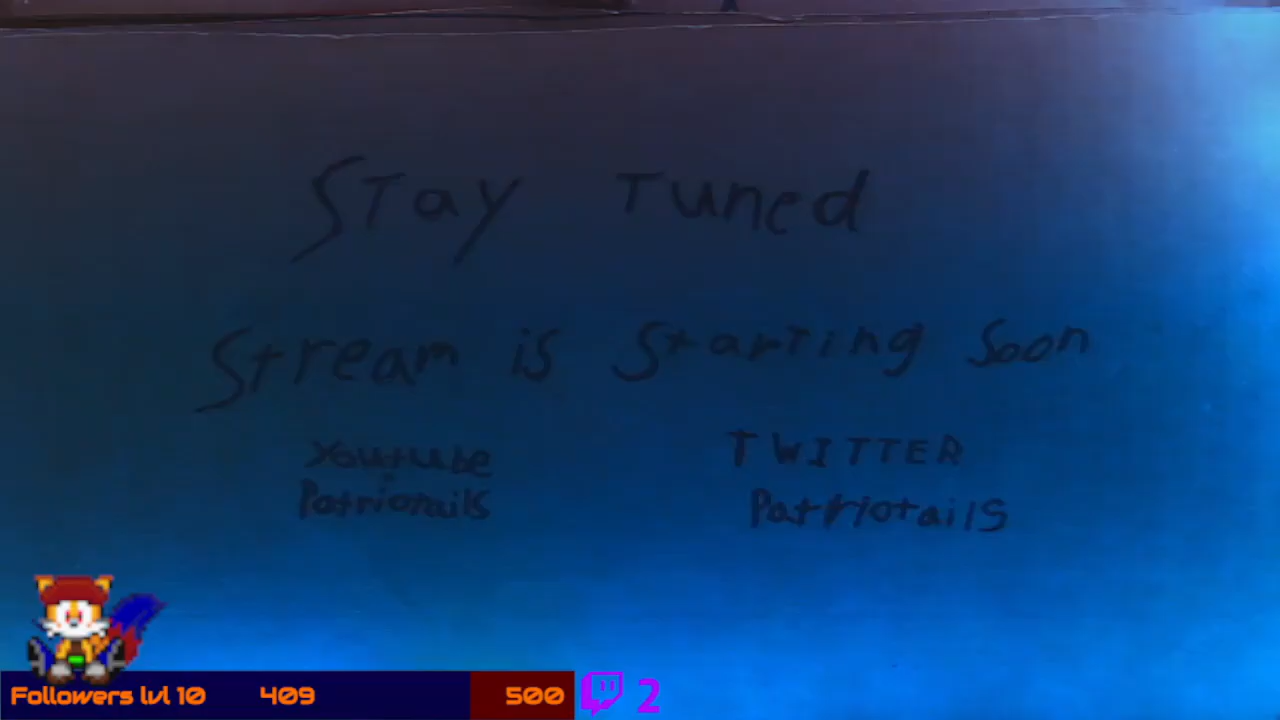 Stay Tuned
Stream is Starting Soon
Youtube
Patriotails
TWITTER
Patriotails
Followers lvl 10 409 500 2